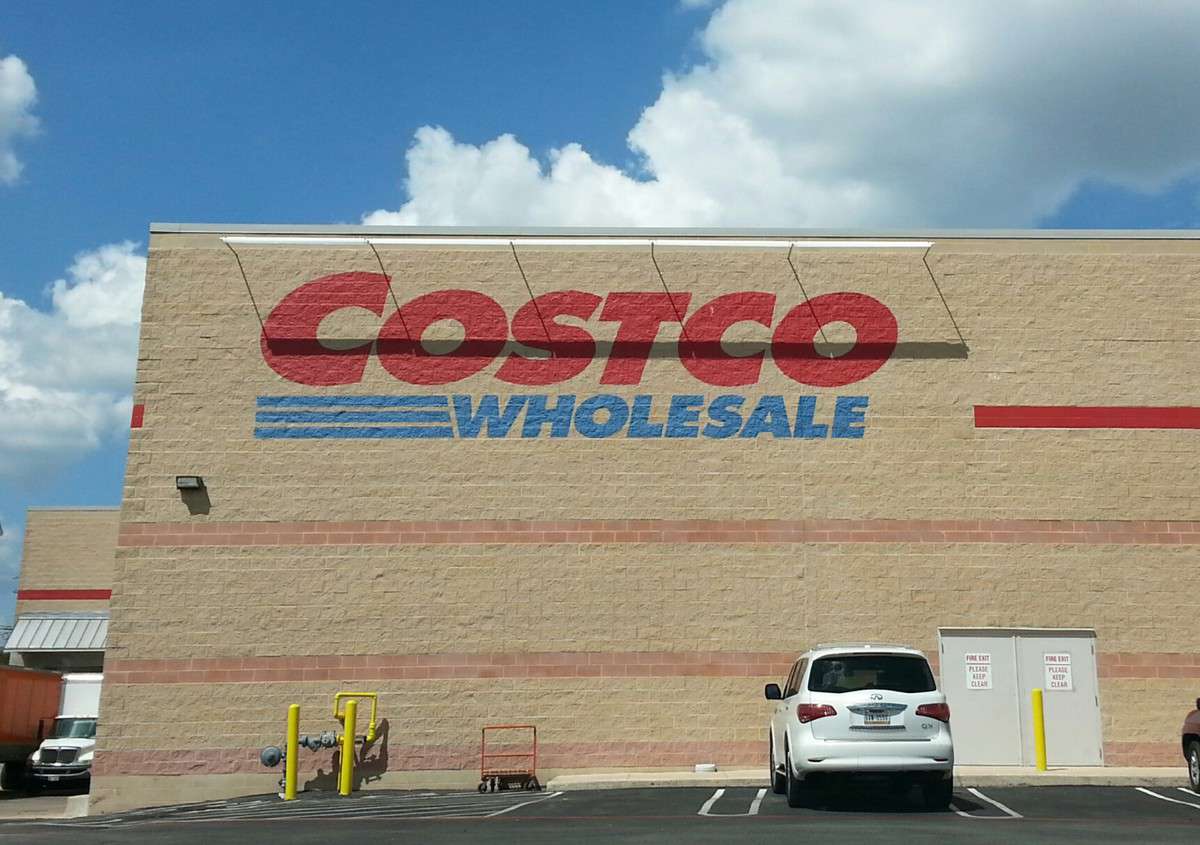 COSTCO
WHOLESALE
FIRE EXIT
PLEASE
KEEP
CLEAR
FIRE EXIT
PLEASE
KEEP
CLEAR